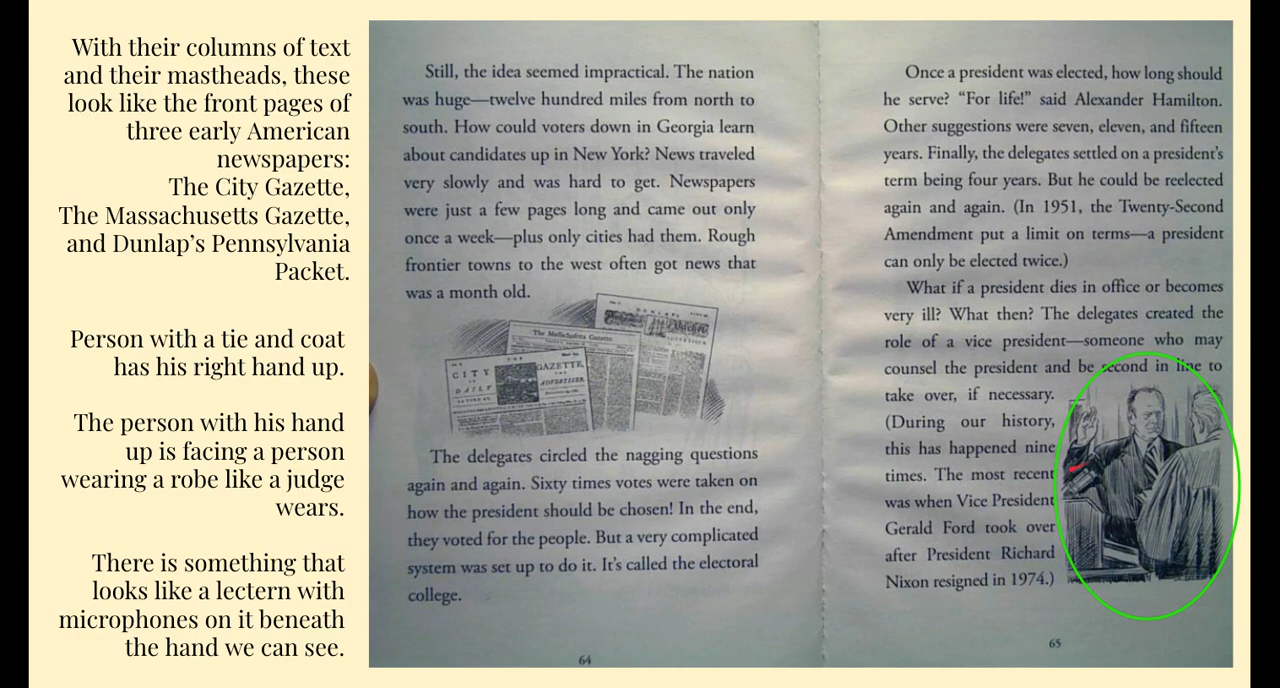 With their columns of text
and their mastheads, these
look like the front pages of
three early American
newspapers:
The City Gazette,
The Massachusetts Gazette,
and Dunlap’s Pennsylvania
Packet.
Person with a tie and coat
has his right hand up.
The person with his hand
up is facing a person
wearing a robe like a judge
wears.
There is something that
looks like a lectern with
microphones on it beneath
the hand we can see.
Still, the idea seemed impractical. The nation
was huge—twelve hundred miles from north to
south. How could voters down in Georgia learn
about candidates up in New York? News traveled
very slowly and was hard to get. Newspapers
were just a few pages long and came out only
once a week—plus only cities had them. Rough
frontier towns to the west often got news that
was a month old.
The Massachusetts Gazette.
THE
CITY GAZETTE,
DAILY ADVERTISER.
The delegates circled the nagging questions
again and again. Sixty times votes were taken on
how the president should be chosen! In the end,
they voted for the people. But a very complicated
system was set up to do it. It’s called the electoral
college.
64
Once a president was elected, how long should
he serve? “For life!” said Alexander Hamilton.
Other suggestions were seven, eleven, and fifteen
years. Finally, the delegates settled on a president’s
term being four years. But he could be reelected
again and again. (In 1951, the Twenty-Second
Amendment put a limit on terms—a president
can only be elected twice.)
What if a president dies in office or becomes
very ill? What then? The delegates created the
role of a vice president—someone who may
counsel the president and be second in line to
take over, if necessary.
(During our history,
this has happened nine
times. The most recent
was when Vice President
Gerald Ford took over
after President Richard
Nixon resigned in 1974.)
65